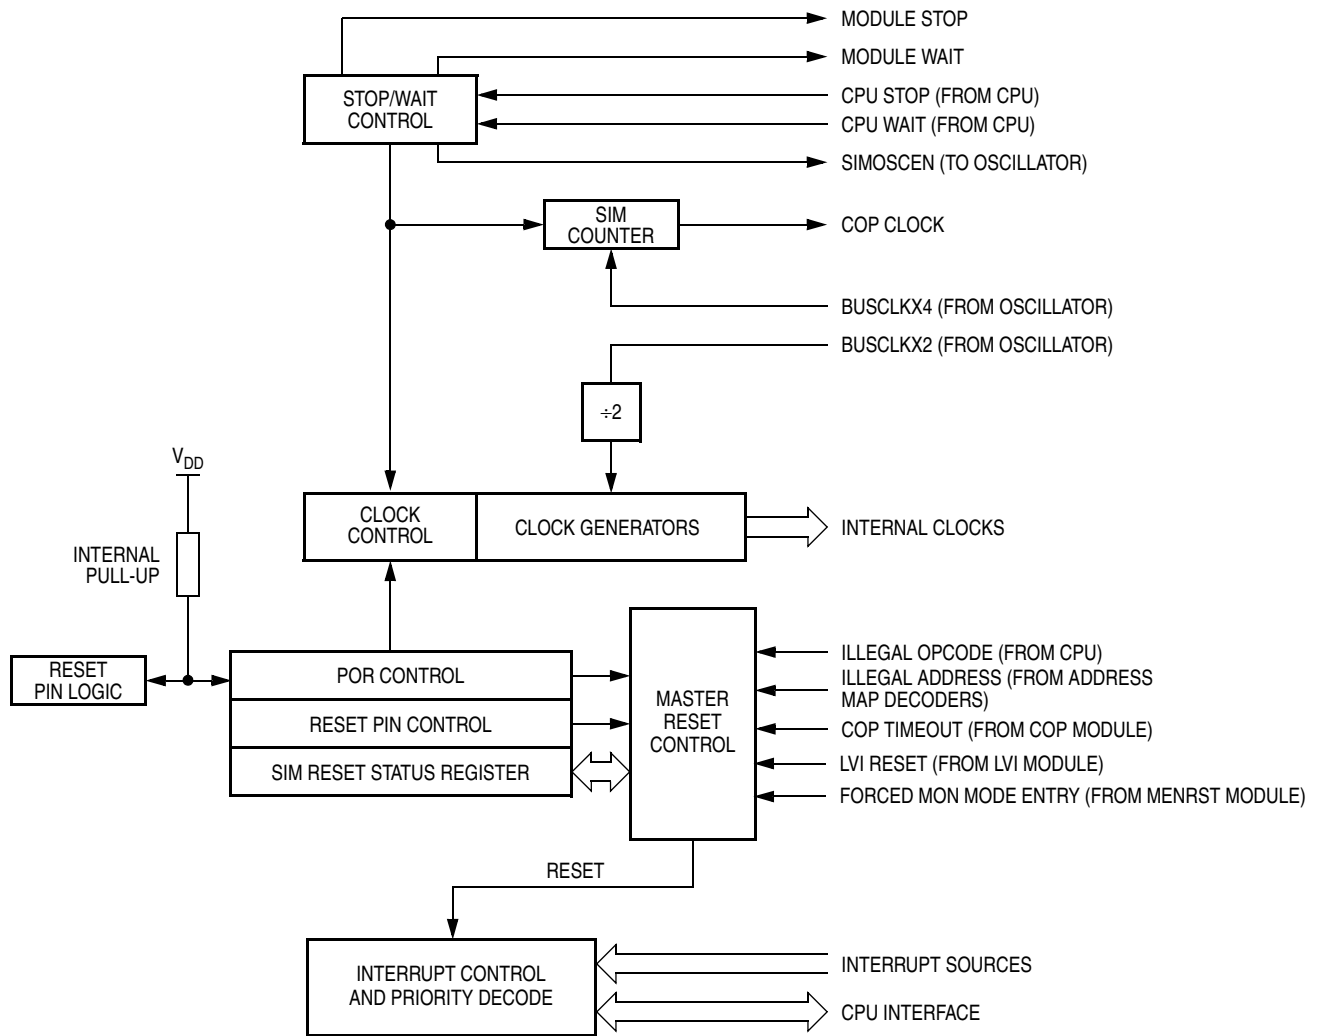 MODULE STOP
MODULE WAIT
STOP/WAIT
CONTROL
CPU STOP (FROM CPU)
CPU WAIT (FROM CPU)
SIMOSCEN (TO OSCILLATOR)
SIM
COUNTER
COP CLOCK
BUSCLKX4 (FROM OSCILLATOR)
BUSCLKX2 (FROM OSCILLATOR)
÷2
VDD
INTERNAL
PULL-UP
CLOCK
CONTROL
CLOCK GENERATORS
INTERNAL CLOCKS
RESET
PIN LOGIC
POR CONTROL
RESET PIN CONTROL
SIM RESET STATUS REGISTER
MASTER
RESET
CONTROL
ILLEGAL OPCODE (FROM CPU)
ILLEGAL ADDRESS (FROM ADDRESS
MAP DECODERS)
COP TIMEOUT (FROM COP MODULE)
LVI RESET (FROM LVI MODULE)
FORCED MON MODE ENTRY (FROM MENRST MODULE)
RESET
INTERRUPT CONTROL
AND PRIORITY DECODE
INTERRUPT SOURCES
CPU INTERFACE